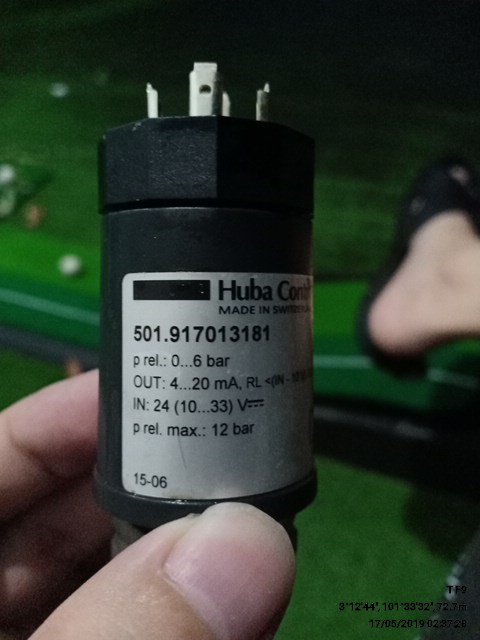 Huba
MADE IN
501.917013181
p rel.: 0...6 bar
OUT: 4...20 mA, RL <(IN -
IN: 24 (10...33) V⎓
p rel. max.: 12 bar
15-06
TF9
3°12'44", 101°33'32", 72.7m
17/05/2019 02:37:26